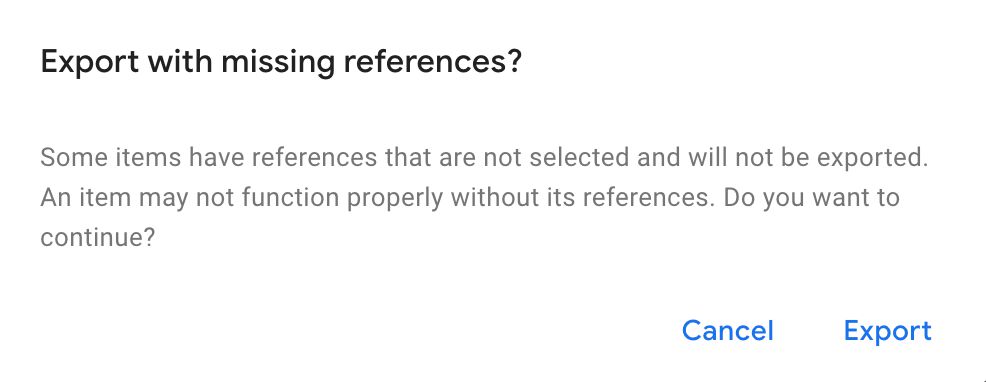 Export with missing references?
Some items have references that are not selected and will not be exported.
An item may not function properly without its references. Do you want to
continue?
Cancel Export